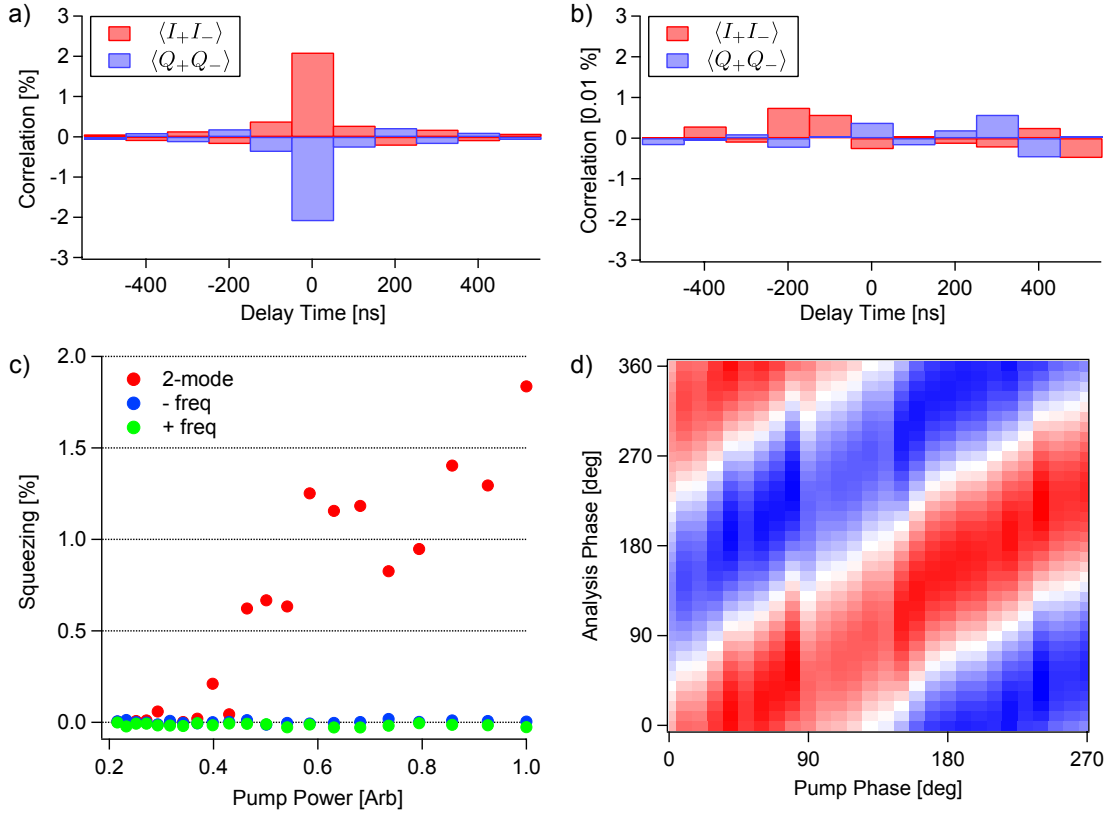 a)
⟨I₊I₋⟩
⟨Q₊Q₋⟩
Correlation [%]
3
2
1
0
-1
-2
-3
-400 -200 0 200 400
Delay Time [ns]
b)
⟨I₊I₋⟩
⟨Q₊Q₋⟩
Correlation [0.01 %]
3
2
1
0
-1
-2
-3
-400 -200 0 200 400
Delay Time [ns]
c)
2-mode
- freq
+ freq
Squeezing [%]
2.0
1.5
1.0
0.5
0.0
0.2 0.4 0.6 0.8 1.0
Pump Power [Arb]
d)
Analysis Phase [deg]
360
270
180
90
0
0 90 180 270
Pump Phase [deg]